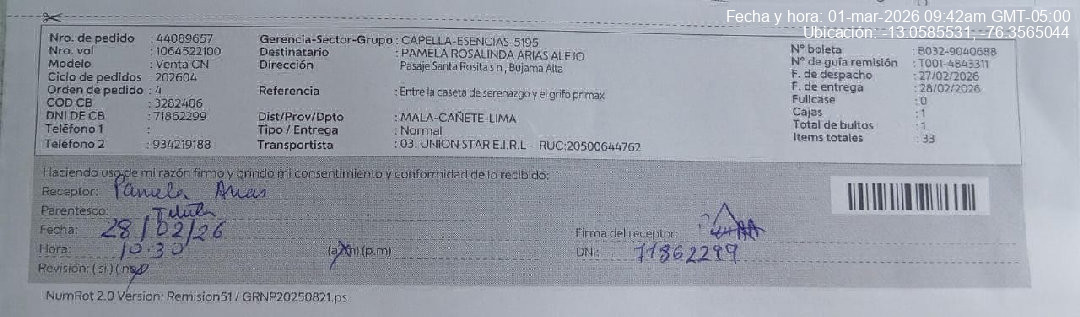 Fecha y hora: 01-mar-2026 09:42am GMT-05:00
Ubicación: -13.0585531, -76.3565044
Nro. de pedido : 44089657
Nro. val : 1064522100
Modelo : Venta CN
Ciclo de pedidos : 202604
Orden de pedido : 4
COD CB : 3282406
DNI DE CB : 71862299
Teléfono 1 :
Teléfono 2 : 934219188
Gerencia-Sector-Grupo : CAPELLA-ESENCIAS 5195
Destinatario : PAMELA ROSALINDA ARIAS ALEJO
Dirección : Pasaje Santa Rosita s n, Bujama Alta
Referencia : Entre la caseta de serenazgo y el grifo primax
Dist/Prov/Dpto : MALA-CAÑETE-LIMA
Tipo / Entrega : Normal
Transportista : 03. UNION STAR E.I.R.L - RUC:20500644762
N° boleta : B032-9040688
N° de guía remisión : T001-4843311
F. de despacho : 27/02/2026
F. de entrega : 28/02/2026
Fullcase : 0
Cajas : 1
Total de bultos : 1
Items totales : 33
Haciendo uso de mi razón firmo y brindo mi consentimiento y conformidad de lo recibido:
Receptor: Pamela Arias
Parentesco: Titular
Fecha: 28/02/26
Hora: 10:30 (a.m) (p.m)
Revisión: (si) (no)
Firma del receptor:
DNI: 71862299
NumRot 2.0 Version: Remision51 / GRNP20250821.ps